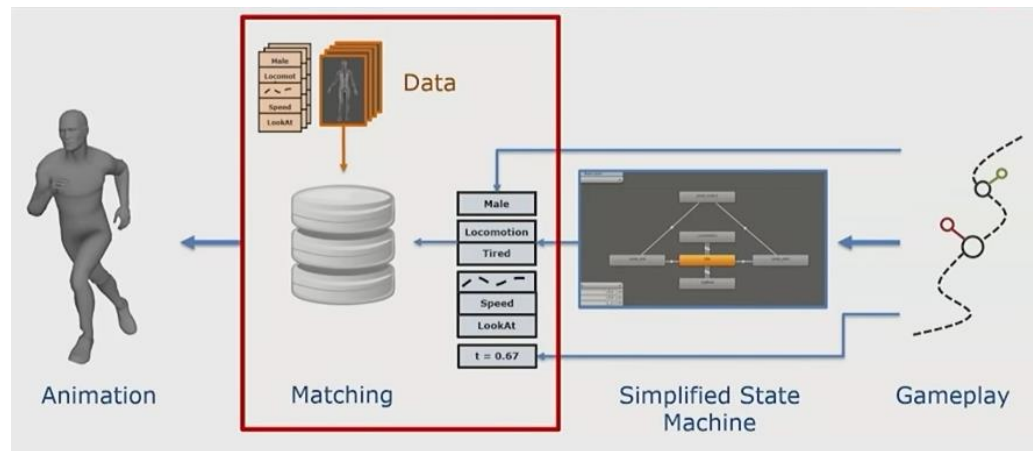 Male
Locomot
Speed
LookAt
Data
Male
Locomotion
Tired
Speed
LookAt
t = 0.67
Animation
Matching
Simplified State
Machine
Gameplay